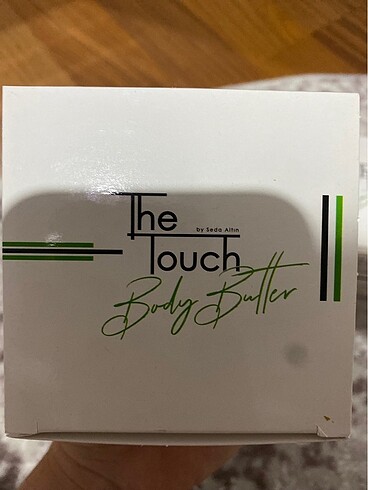 The
by Seda Altın
Touch
Body Butter